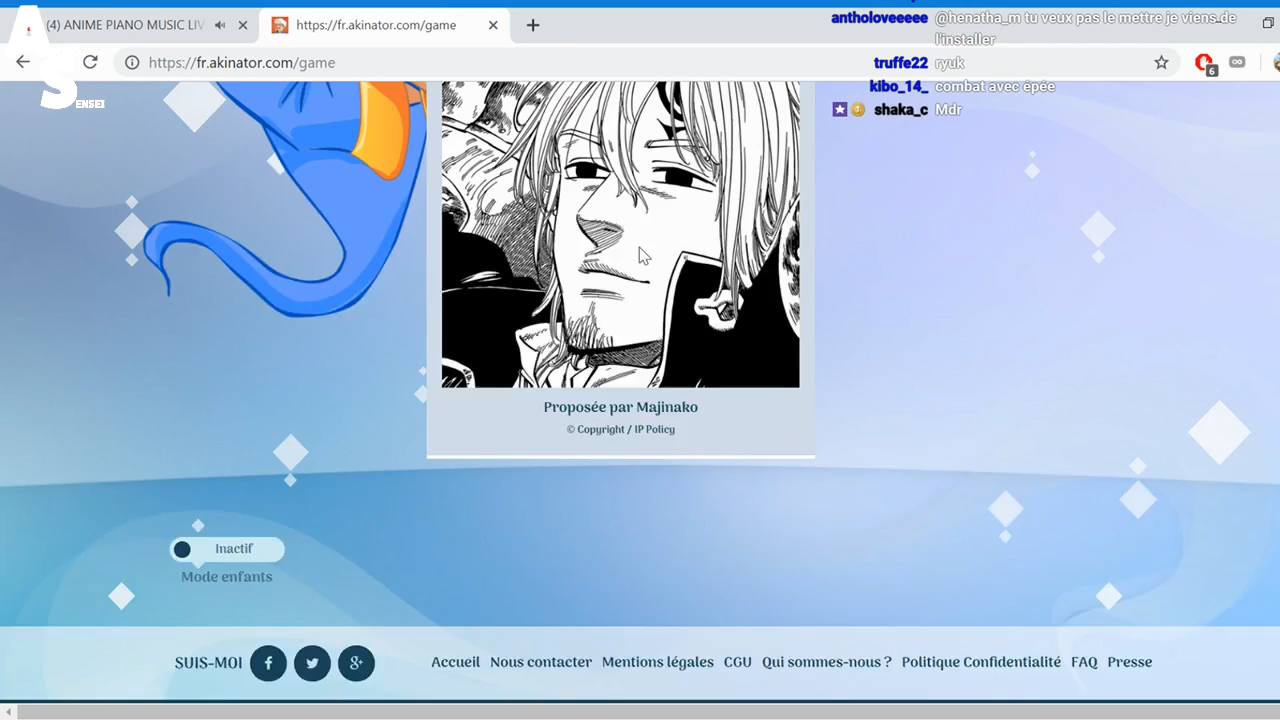 (4) ANIME PIANO MUSIC LIV
https://fr.akinator.com/game
https://fr.akinator.com/game
6
A
SENSEI
antholoveeeee @henatha_m tu veux pas le mettre je viens de
l'installer
truffe22 ryuk
kibo_14_ combat avec épée
shaka_c Mdr
Proposée par Majinako
© Copyright / IP Policy
Inactif
Mode enfants
SUIS-MOI
Accueil Nous contacter Mentions légales CGU Qui sommes-nous ? Politique Confidentialité FAQ Presse